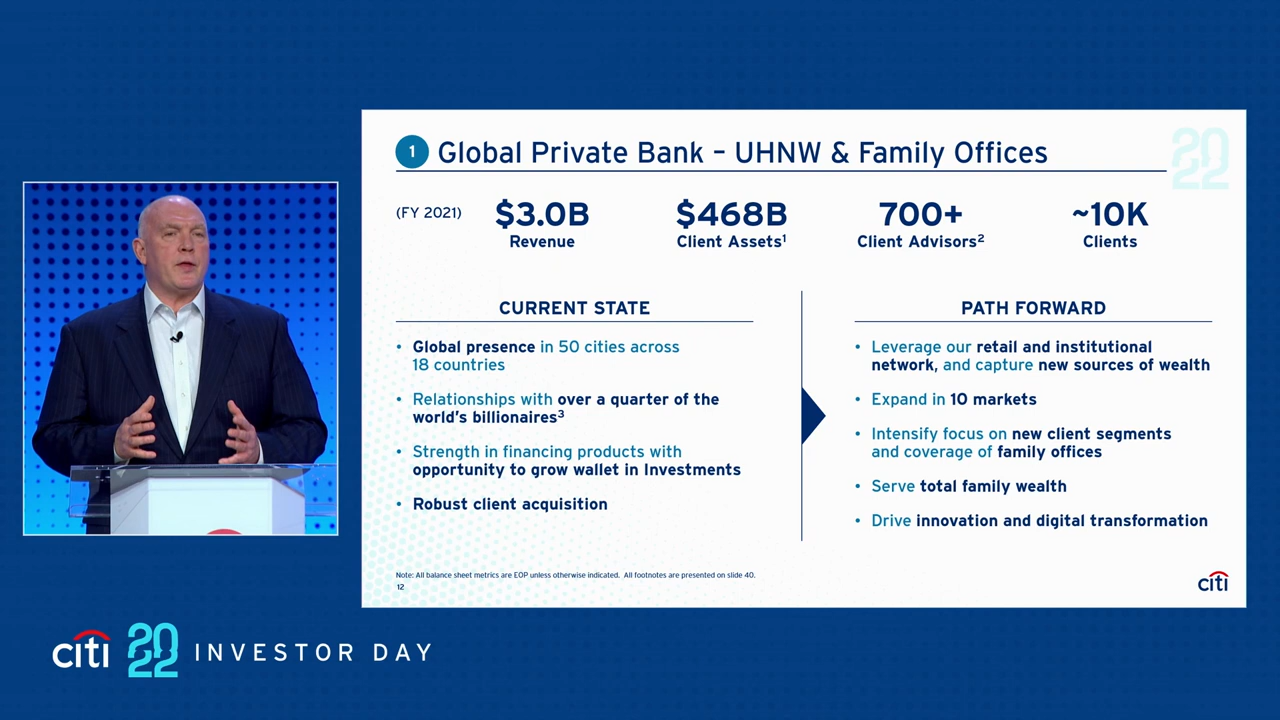 1 Global Private Bank – UHNW & Family Offices
2022
(FY 2021)
$3.0B
Revenue
$468B
Client Assets¹
700+
Client Advisors²
~10K
Clients
CURRENT STATE
• Global presence in 50 cities across
18 countries
• Relationships with over a quarter of the
world's billionaires³
• Strength in financing products with
opportunity to grow wallet in Investments
• Robust client acquisition
PATH FORWARD
• Leverage our retail and institutional
network, and capture new sources of wealth
• Expand in 10 markets
• Intensify focus on new client segments
and coverage of family offices
• Serve total family wealth
• Drive innovation and digital transformation
Note: All balance sheet metrics are EOP unless otherwise indicated. All footnotes are presented on slide 40.
12
citi
citi 2022 INVESTOR DAY